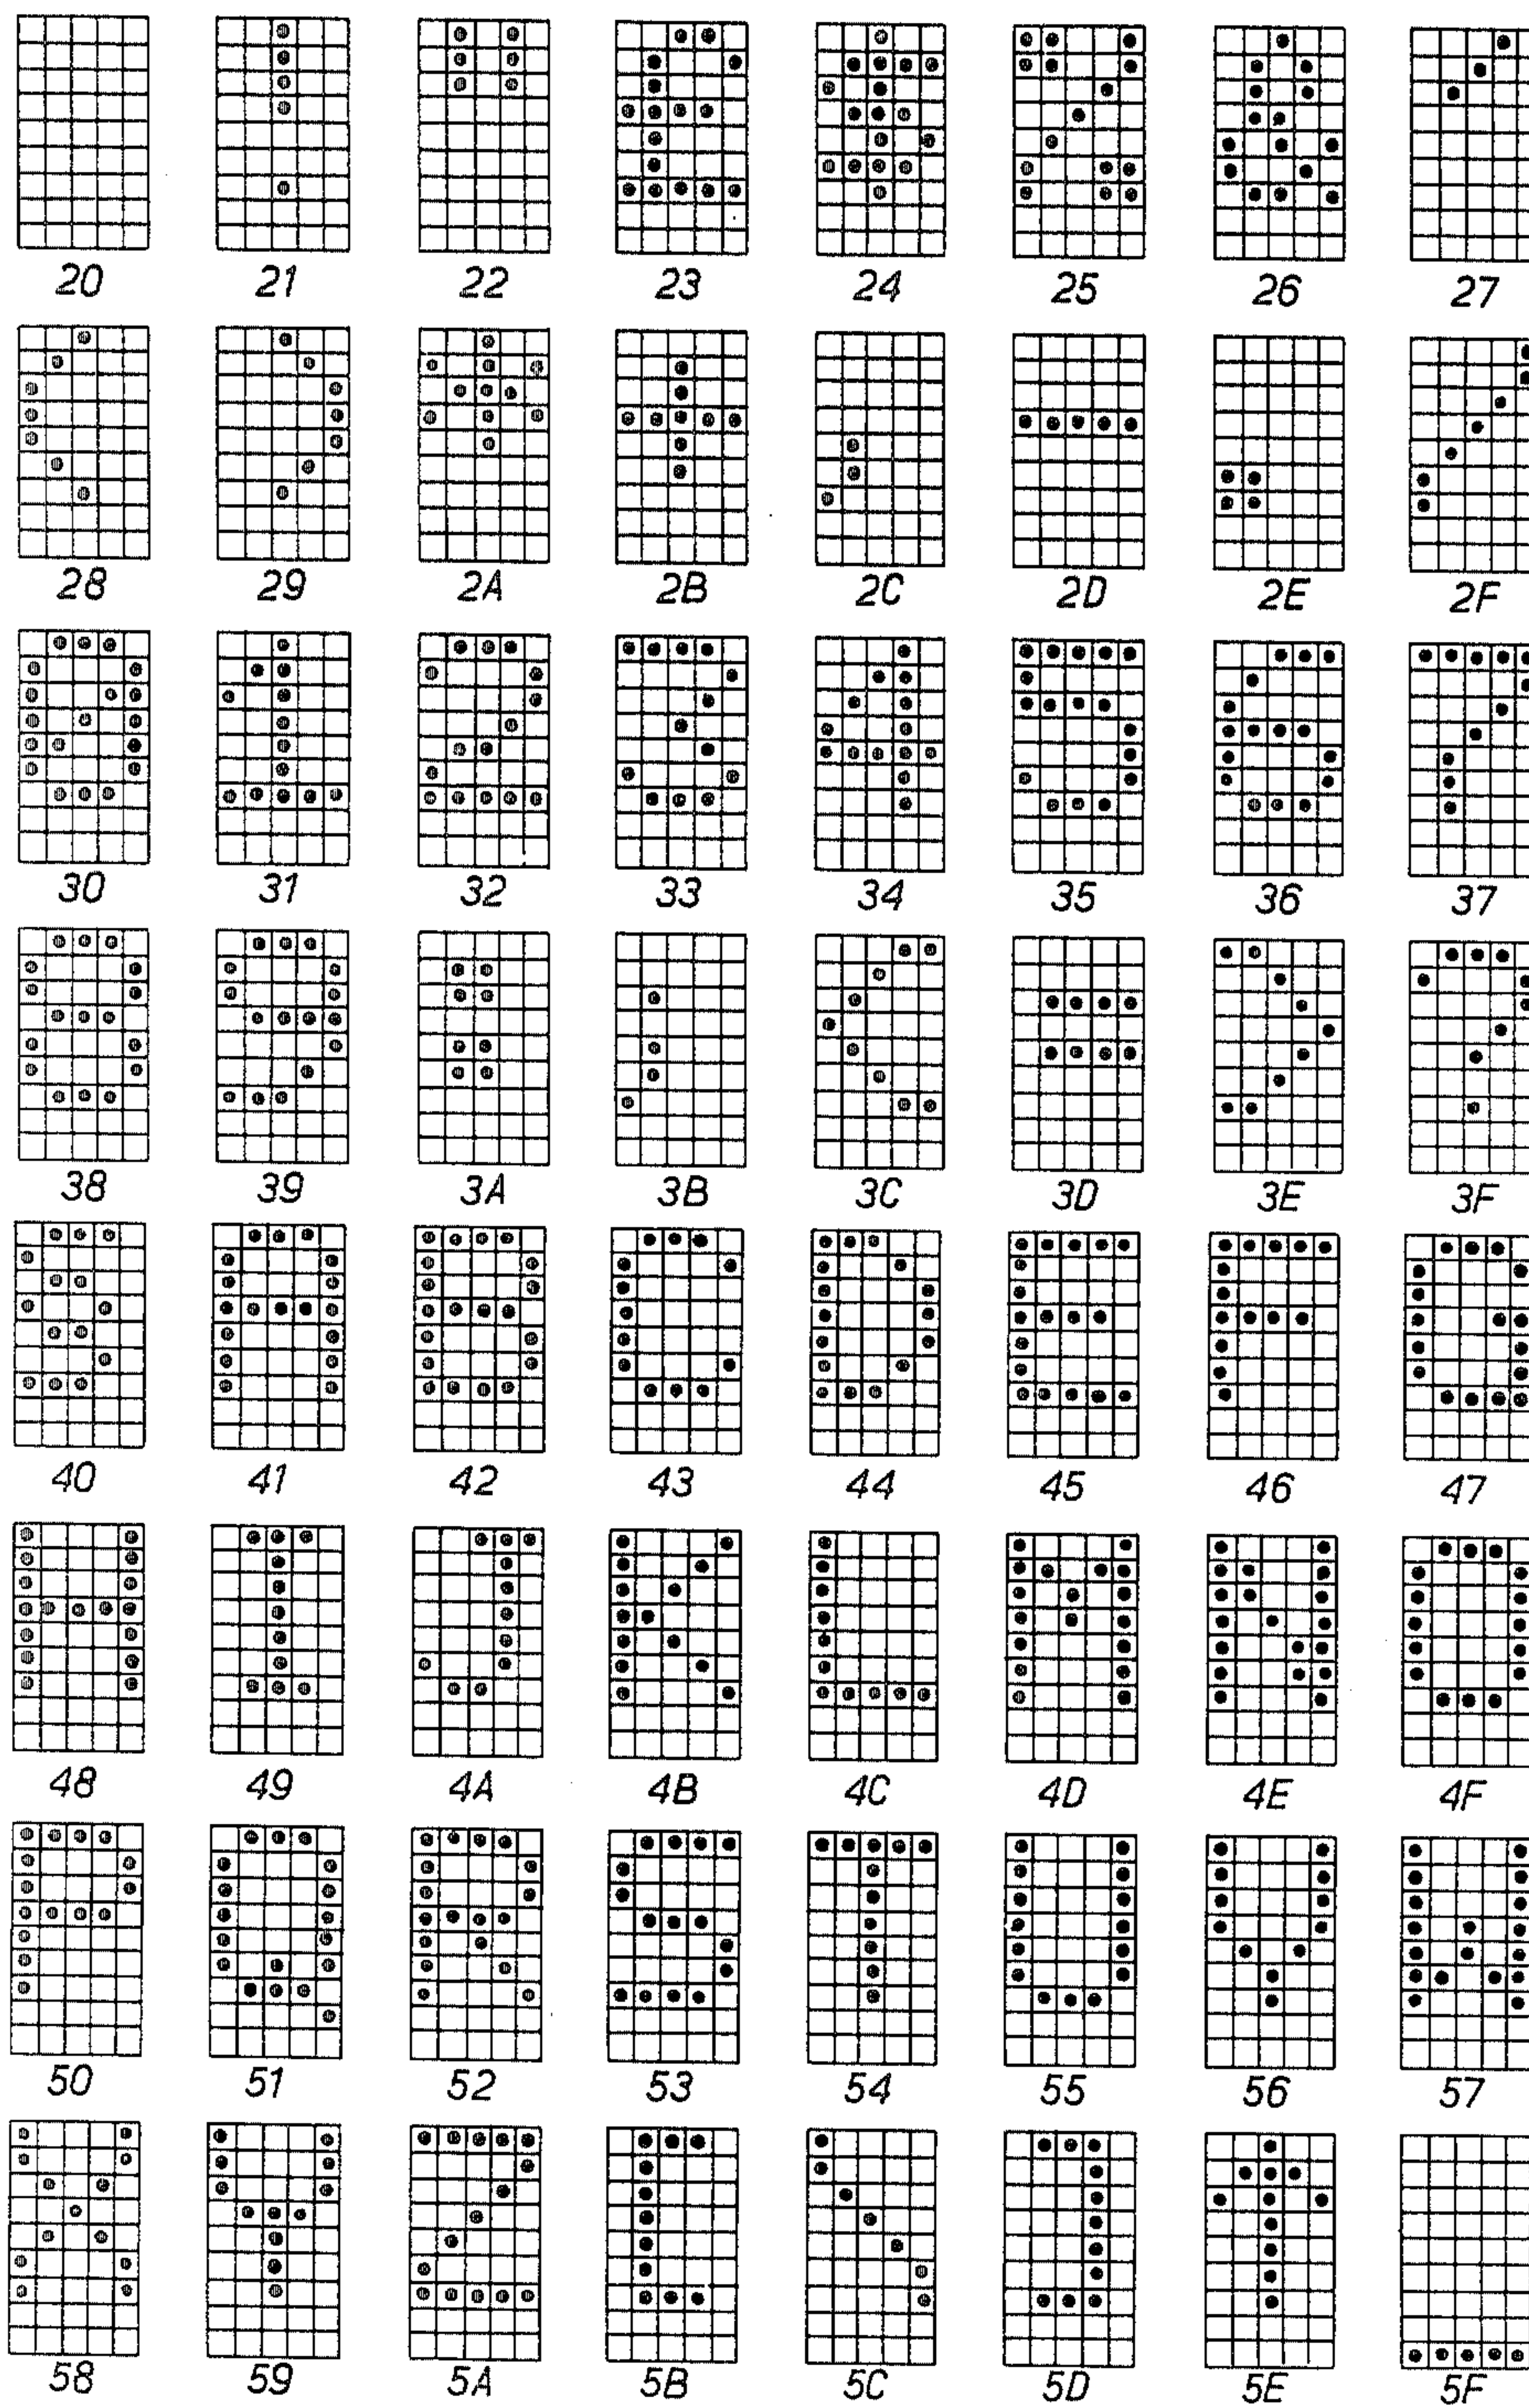 20 21 22 23 24 25 26 27
28 29 2A 2B 2C 2D 2E 2F
30 31 32 33 34 35 36 37
38 39 3A 3B 3C 3D 3E 3F
40 41 42 43 44 45 46 47
48 49 4A 4B 4C 4D 4E 4F
50 51 52 53 54 55 56 57
58 59 5A 5B 5C 5D 5E 5F